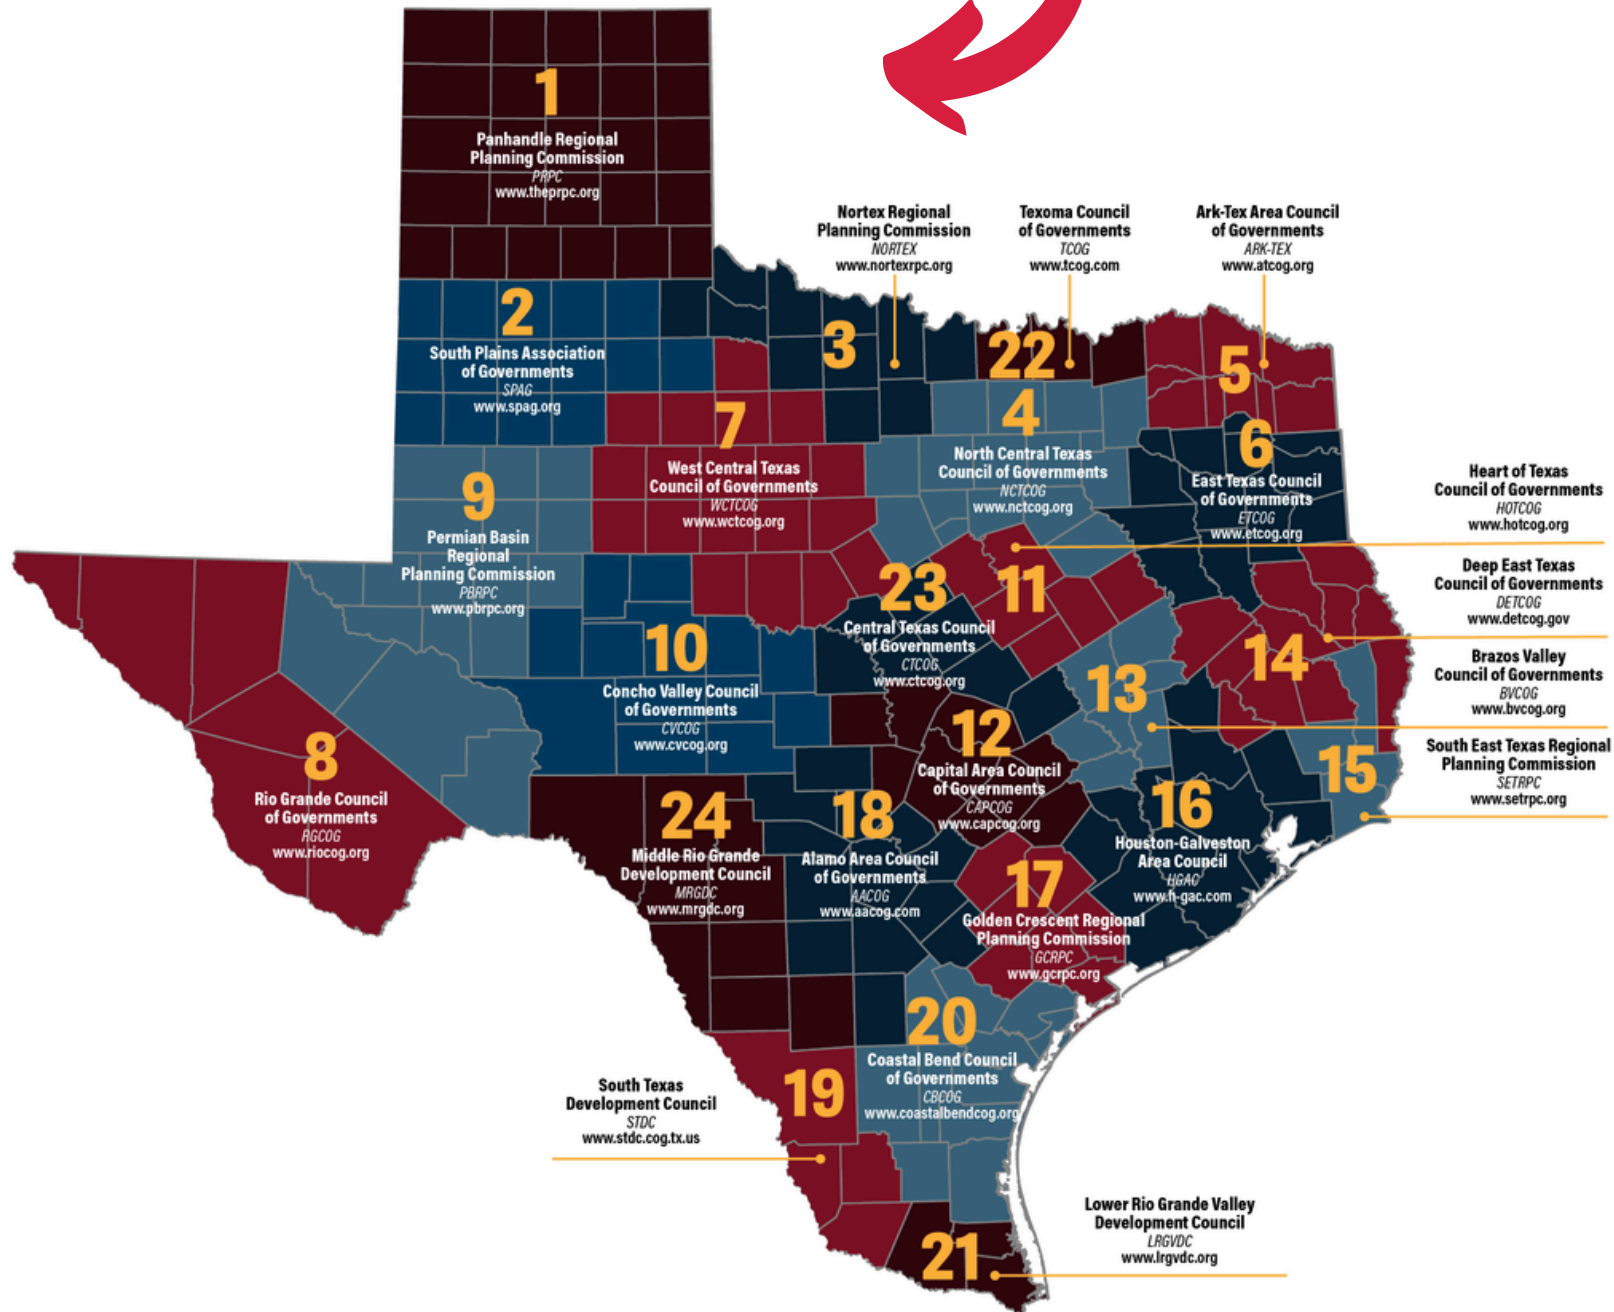 1
Panhandle Regional
Planning Commission
PRPC
www.theprpc.org
Nortex Regional
Planning Commission
NORTEX
www.nortexrpc.org
Texoma Council
of Governments
TCOG
www.tcog.com
Ark-Tex Area Council
of Governments
ARK-TEX
www.atcog.org
2
South Plains Association
of Governments
SPAG
www.spag.org
3
22
5
4
North Central Texas
Council of Governments
NCTCOG
www.nctcog.org
6
East Texas Council
of Governments
ETCOG
www.etcog.org
7
West Central Texas
Council of Governments
WCTCOG
www.wctcog.org
9
Permian Basin
Regional
Planning Commission
PBRPC
www.pbrpc.org
Heart of Texas
Council of Governments
HOTCOG
www.hotcog.org
Deep East Texas
Council of Governments
DETCOG
www.detcog.gov
Brazos Valley
Council of Governments
BVCOG
www.bvcog.org
South East Texas Regional
Planning Commission
SETRPC
www.setrpc.org
23
Central Texas Council
of Governments
CTCOG
www.ctcog.org
11
10
Concho Valley Council
of Governments
CVCOG
www.cvcog.org
13
14
15
8
Rio Grande Council
of Governments
RGCOG
www.riocog.org
12
Capital Area Council
of Governments
CAPCOG
www.capcog.org
16
Houston-Galveston
Area Council
HGAC
www.h-gac.com
24
Middle Rio Grande
Development Council
MRGDC
www.mrgdc.org
18
Alamo Area Council
of Governments
AACOG
www.aacog.com
17
Golden Crescent Regional
Planning Commission
GCRPC
www.gcrpc.org
20
Coastal Bend Council
of Governments
CBCOG
www.coastalbendcog.org
19
South Texas
Development Council
STDC
www.stdc.cog.tx.us
21
Lower Rio Grande Valley
Development Council
LRGVDC
www.lrgvdc.org